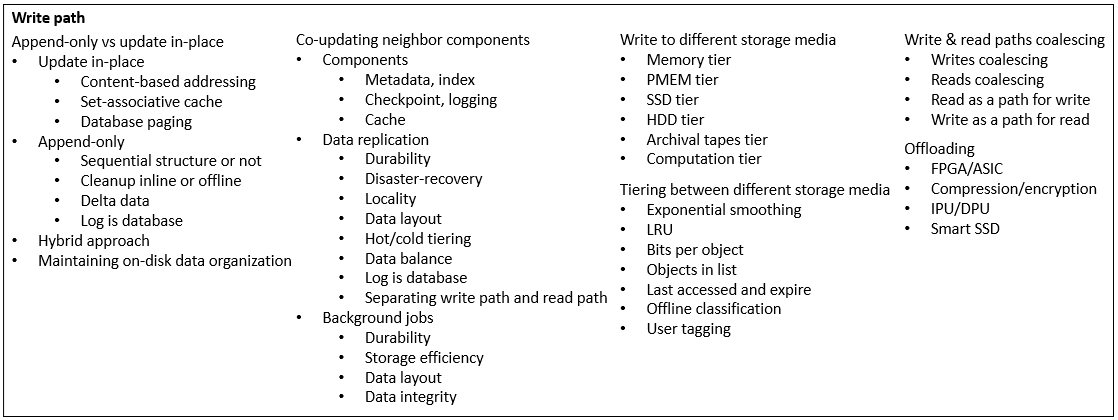 Write path
Append-only vs update in-place
• Update in-place
• Content-based addressing
• Set-associative cache
• Database paging
• Append-only
• Sequential structure or not
• Cleanup inline or offline
• Delta data
• Log is database
• Hybrid approach
• Maintaining on-disk data organization
Co-updating neighbor components
• Components
• Metadata, index
• Checkpoint, logging
• Cache
• Data replication
• Durability
• Disaster-recovery
• Locality
• Data layout
• Hot/cold tiering
• Data balance
• Log is database
• Separating write path and read path
• Background jobs
• Durability
• Storage efficiency
• Data layout
• Data integrity
Write to different storage media
• Memory tier
• PMEM tier
• SSD tier
• HDD tier
• Archival tapes tier
• Computation tier
Tiering between different storage media
• Exponential smoothing
• LRU
• Bits per object
• Objects in list
• Last accessed and expire
• Offline classification
• User tagging
Write & read paths coalescing
• Writes coalescing
• Reads coalescing
• Read as a path for write
• Write as a path for read
Offloading
• FPGA/ASIC
• Compression/encryption
• IPU/DPU
• Smart SSD